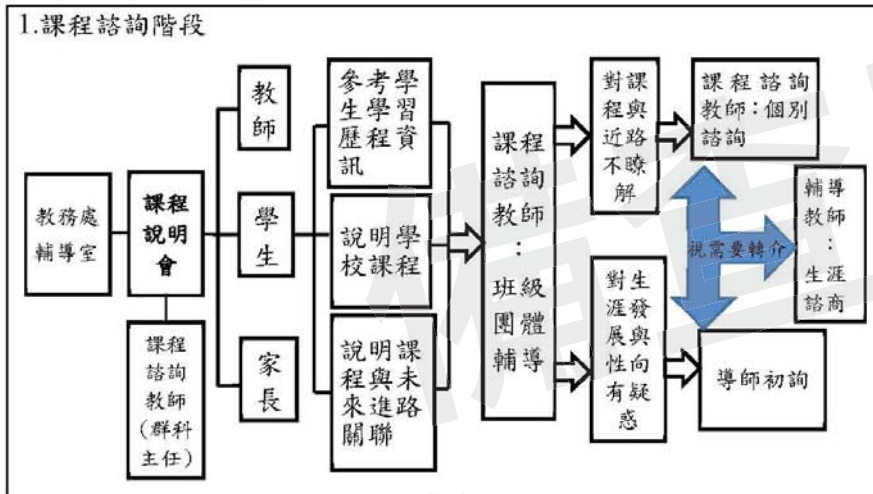 1.課程諮詢階段
教務處
輔導室
課程
說明
會
課程
諮詢
教師
(群科
主任)
教
師
學
生
家
長
參考學
生學習
歷程資
訊
說明學
校課程
說明課
程與未
來進路
關聯
課程
諮詢
教師
：
班級
團體
輔導
對課
程與
近路
不瞭
解
課程諮詢
教師：個別
諮詢
對生
涯發
展與
性向
有疑
惑
導師初詢
視需要轉介
輔導
教師
：
生涯
諮商
備查